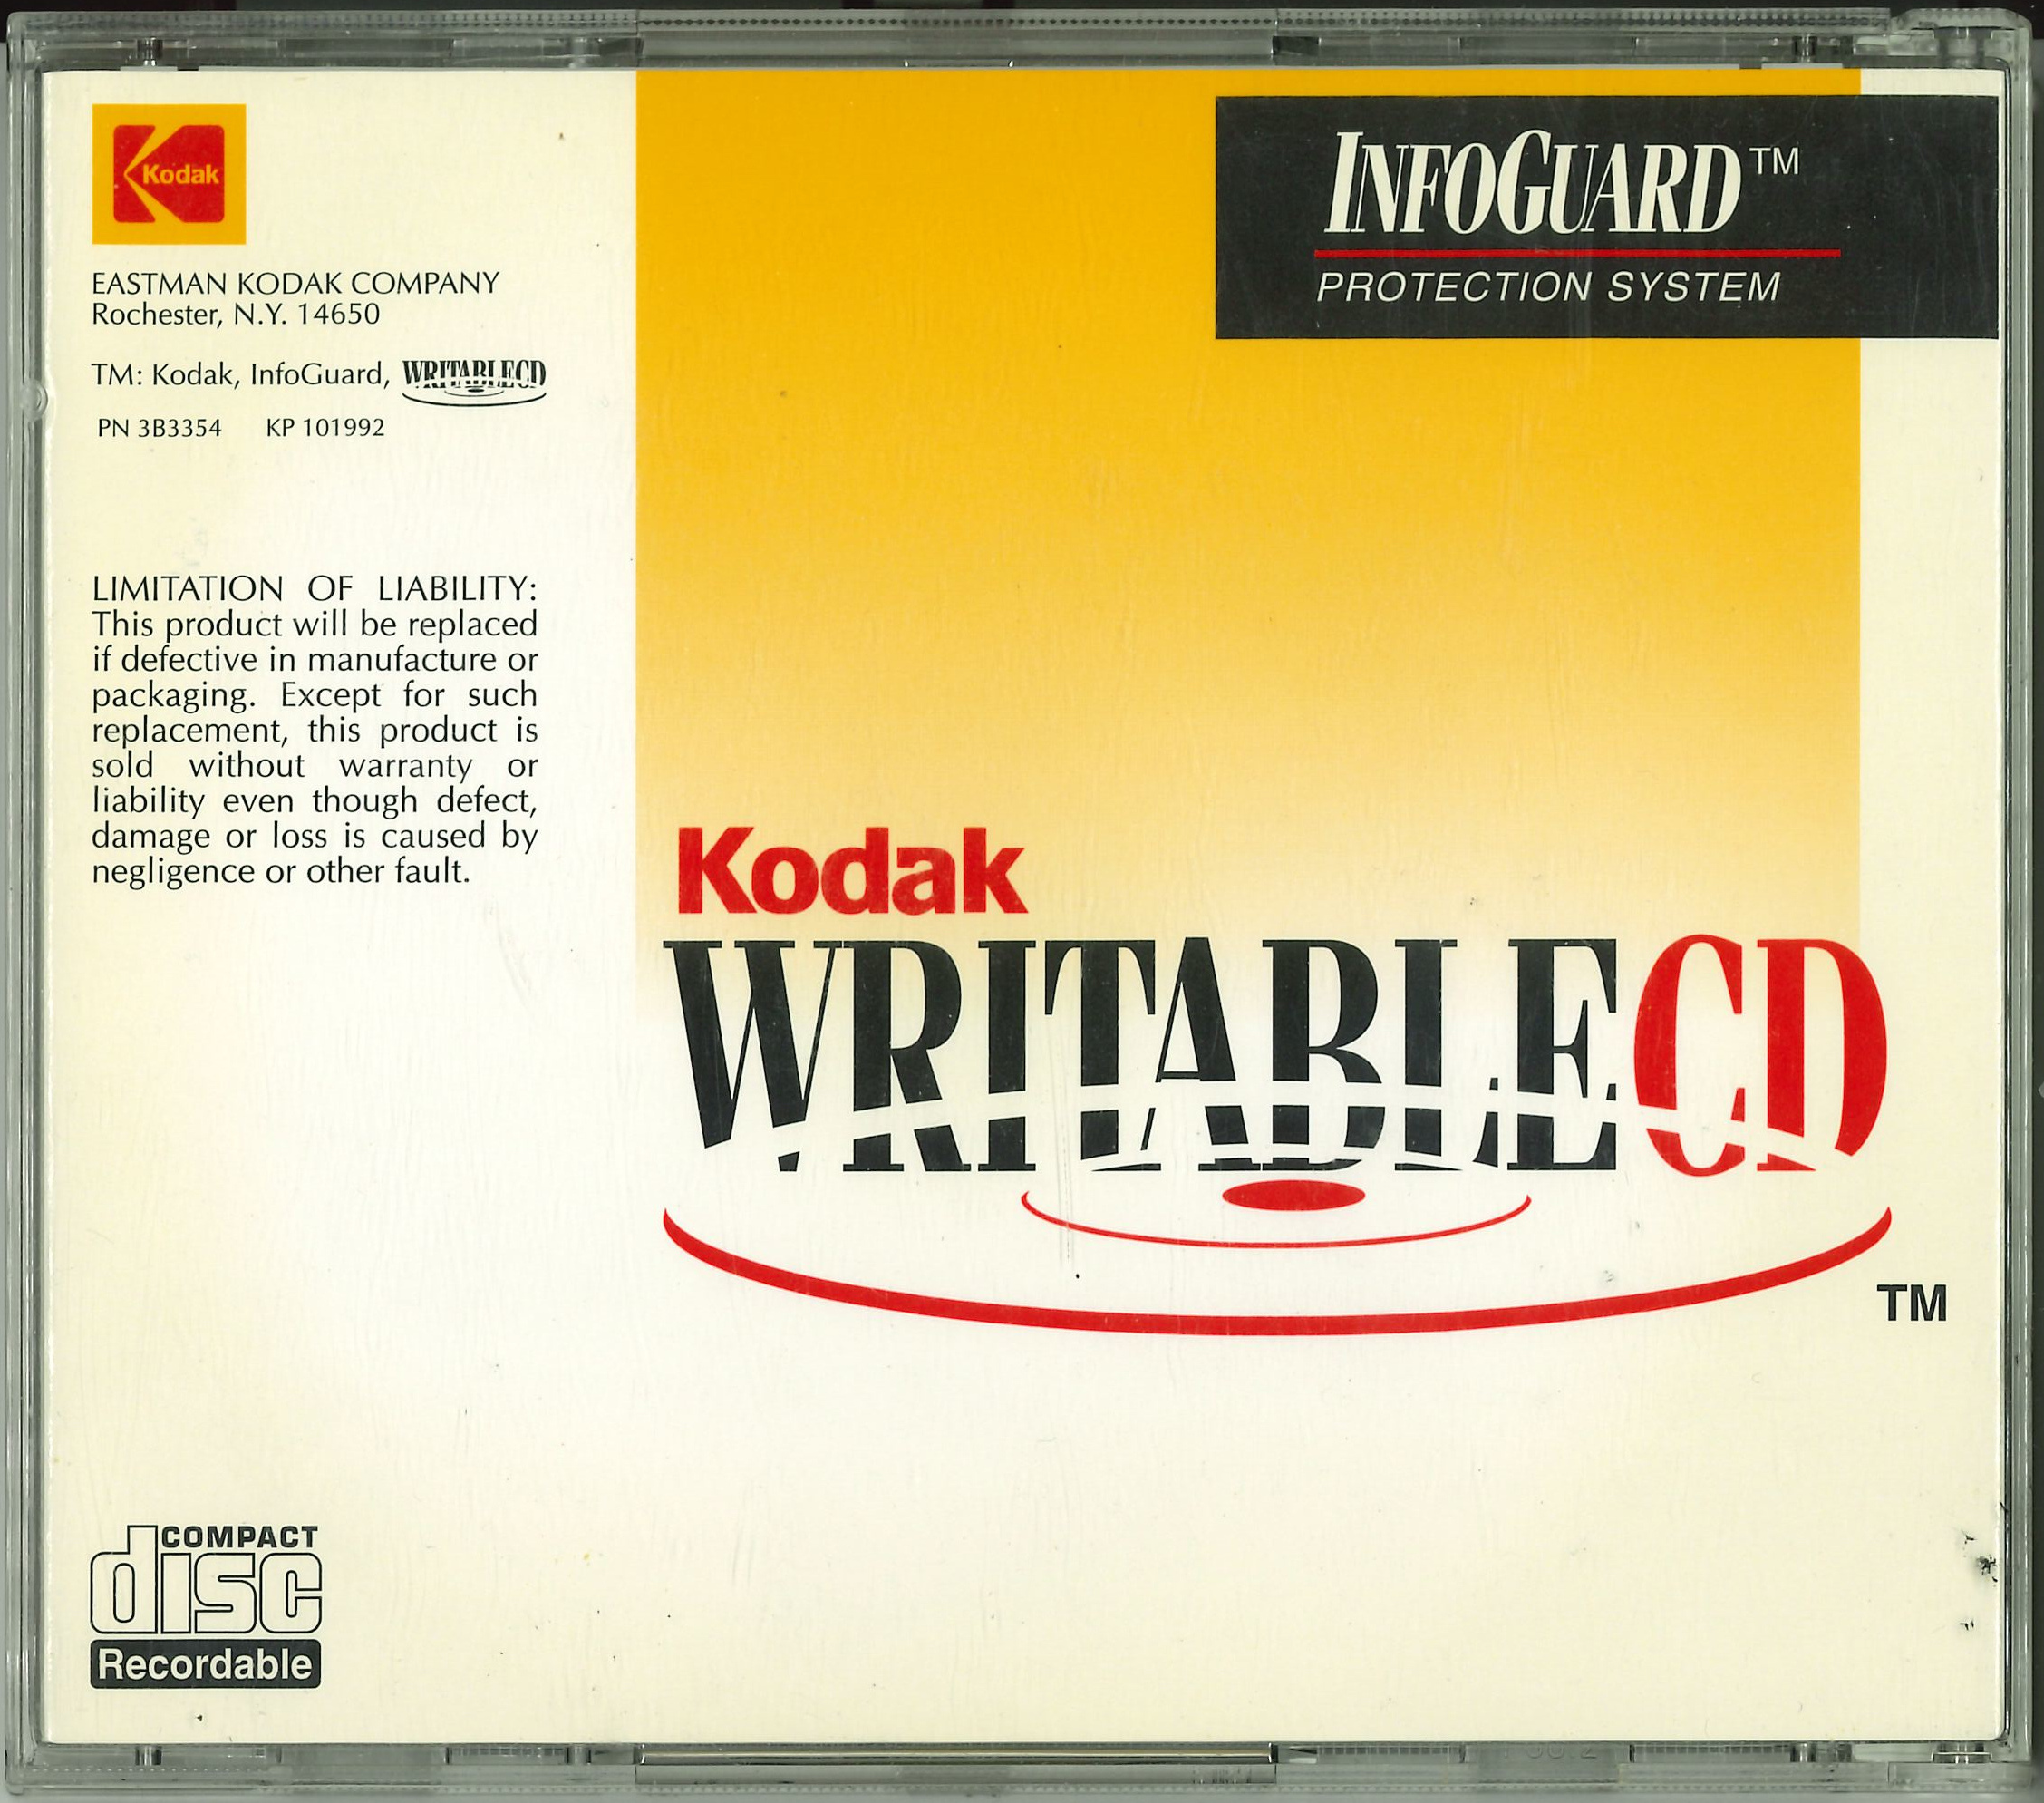 Kodak
EASTMAN KODAK COMPANY
Rochester, N.Y. 14650
TM: Kodak, InfoGuard, WRITABLECD
PN 3B3354 KP 101992
LIMITATION OF LIABILITY:
This product will be replaced
if defective in manufacture or
packaging. Except for such
replacement, this product is
sold without warranty or
liability even though defect,
damage or loss is caused by
negligence or other fault.
COMPACT
disc
Recordable
INFOGUARD™
PROTECTION SYSTEM
Kodak
WRITABLECD
TM